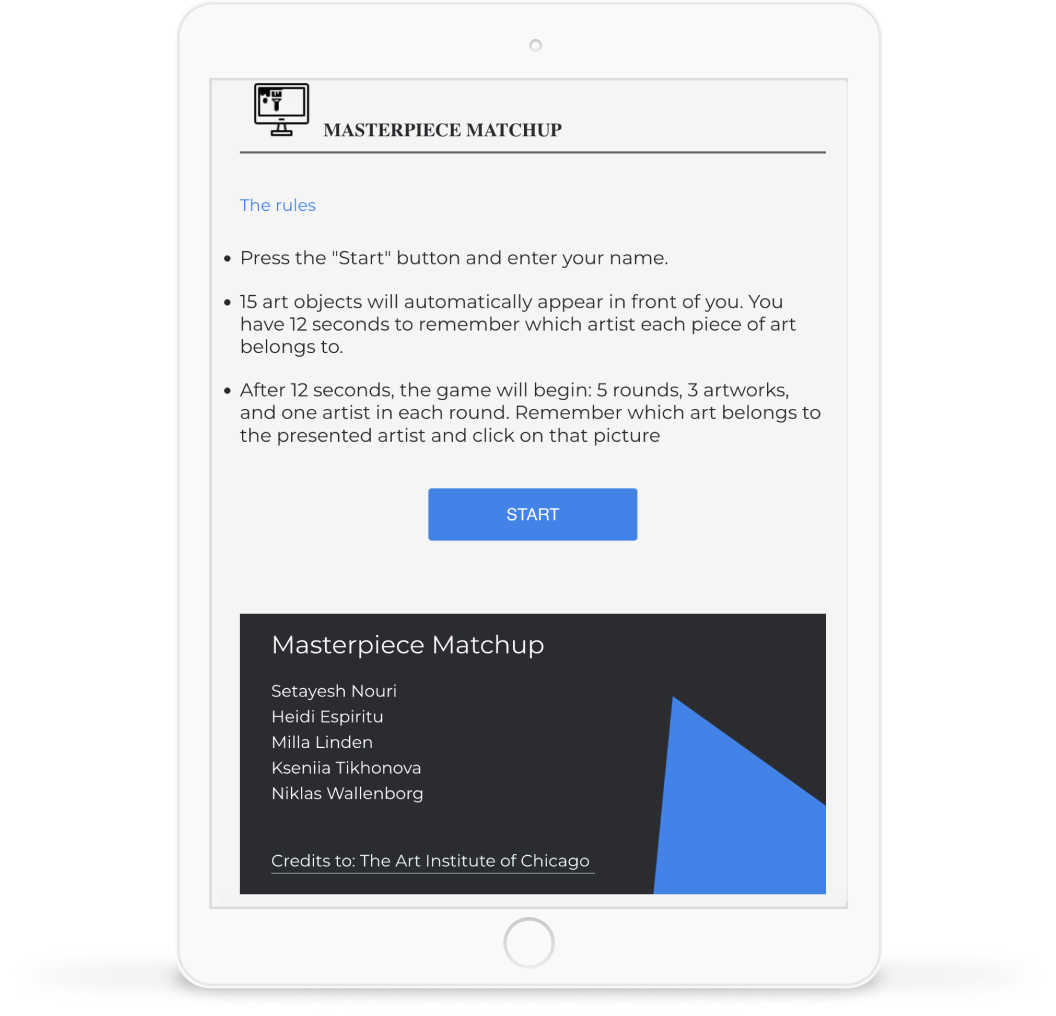 MASTERPIECE MATCHUP
The rules
Press the "Start" button and enter your name.
15 art objects will automatically appear in front of you. You
have 12 seconds to remember which artist each piece of art
belongs to.
After 12 seconds, the game will begin: 5 rounds, 3 artworks,
and one artist in each round. Remember which art belongs to
the presented artist and click on that picture
START
Masterpiece Matchup
Setayesh Nouri
Heidi Espiritu
Milla Linden
Kseniia Tikhonova
Niklas Wallenborg
Credits to: The Art Institute of Chicago